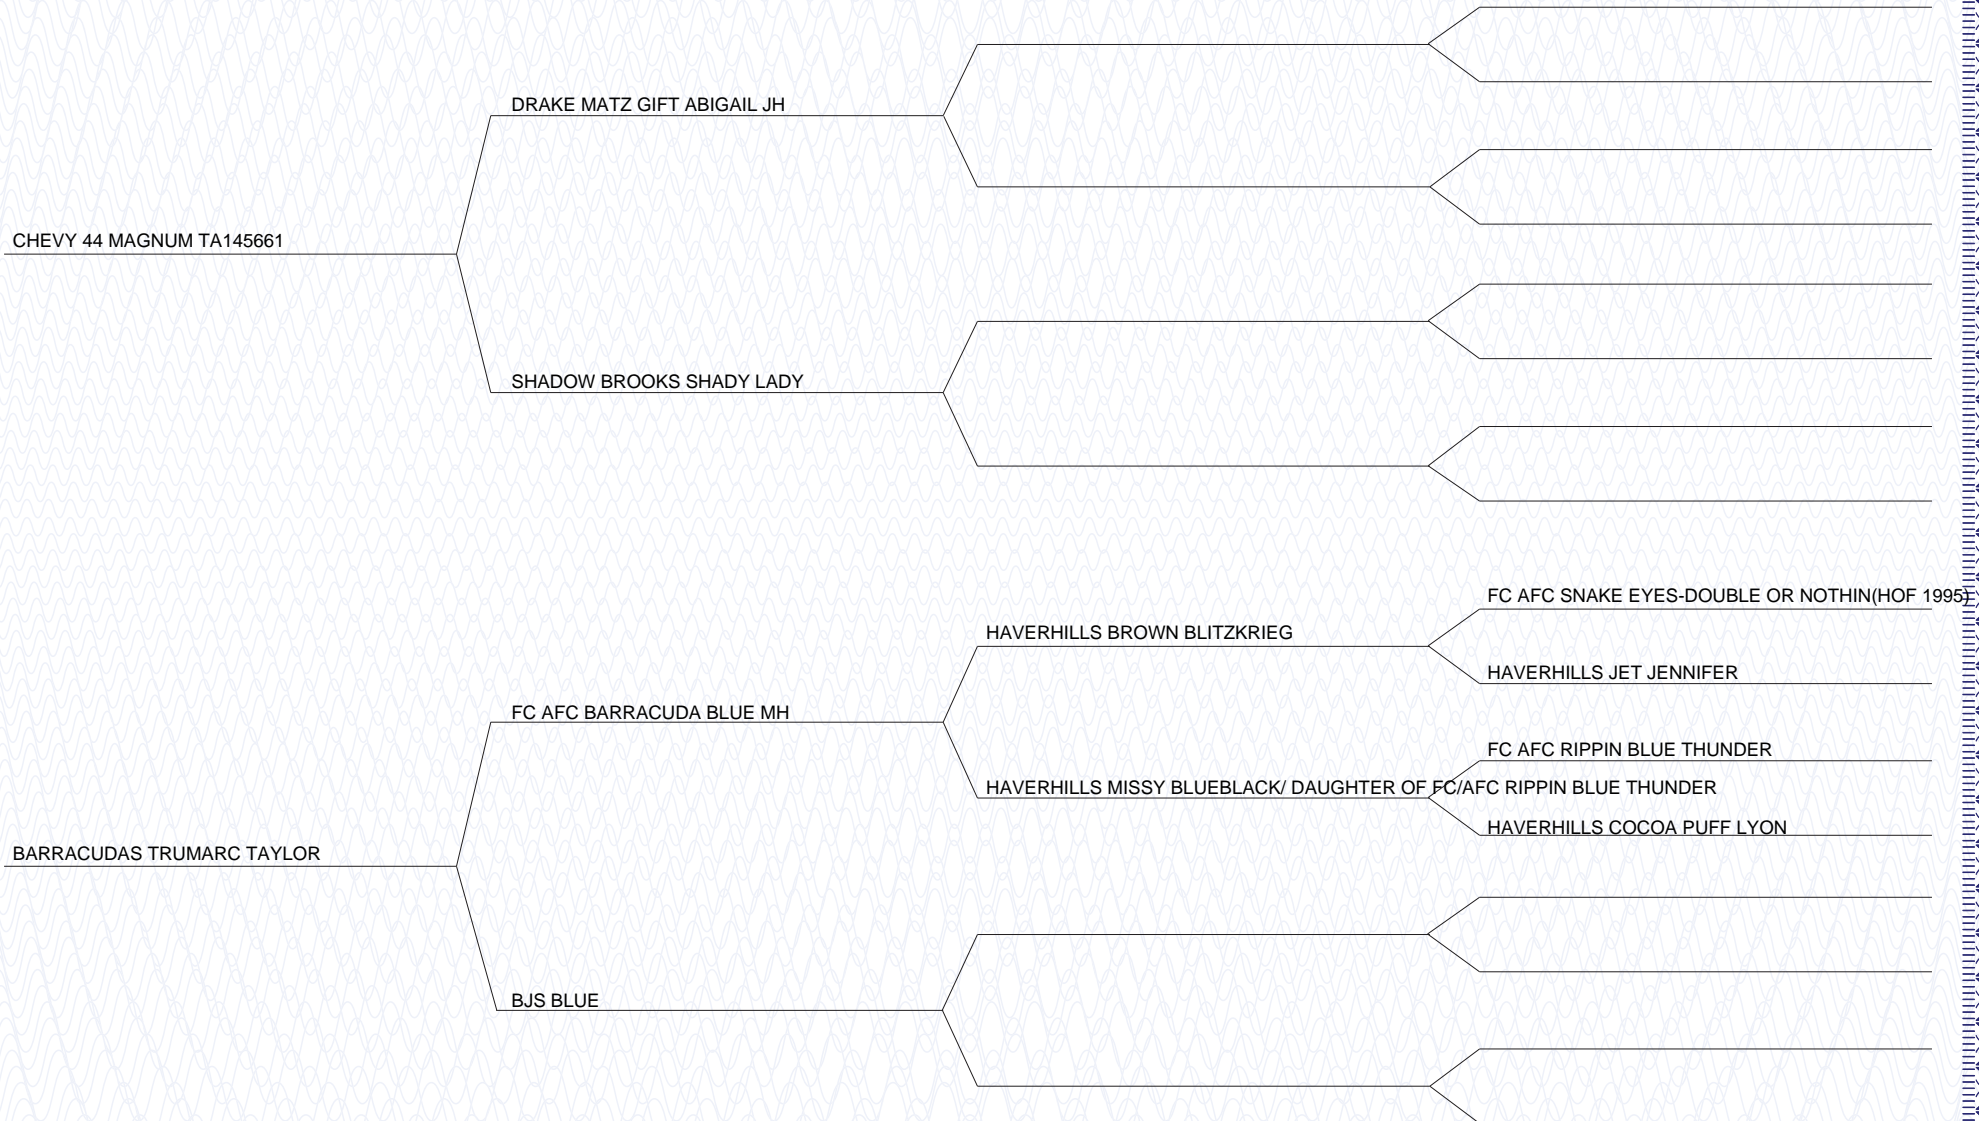 DRAKE MATZ GIFT ABIGAIL JH
CHEVY 44 MAGNUM TA145661
SHADOW BROOKS SHADY LADY
FC AFC SNAKE EYES-DOUBLE OR NOTHIN(HOF 1995)
HAVERHILLS BROWN BLITZKRIEG
HAVERHILLS JET JENNIFER
FC AFC BARRACUDA BLUE MH
FC AFC RIPPIN BLUE THUNDER
HAVERHILLS MISSY BLUEBLACK/ DAUGHTER OF FC/AFC RIPPIN BLUE THUNDER
HAVERHILLS COCOA PUFF LYON
BARRACUDAS TRUMARC TAYLOR
BJS BLUE